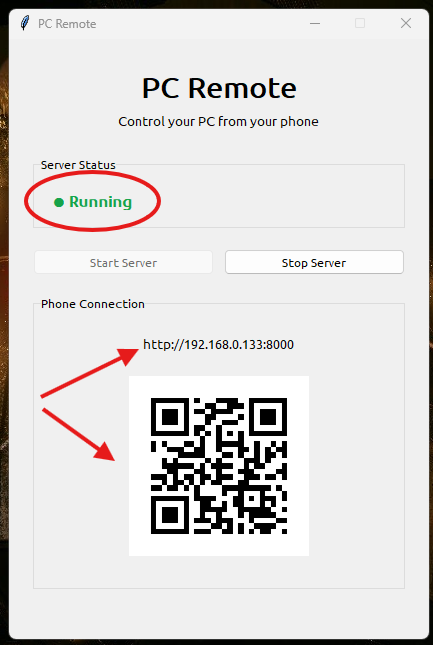 PC Remote
PC Remote
Control your PC from your phone
Server Status
● Running
Start Server
Stop Server
Phone Connection
http://192.168.0.133:8000